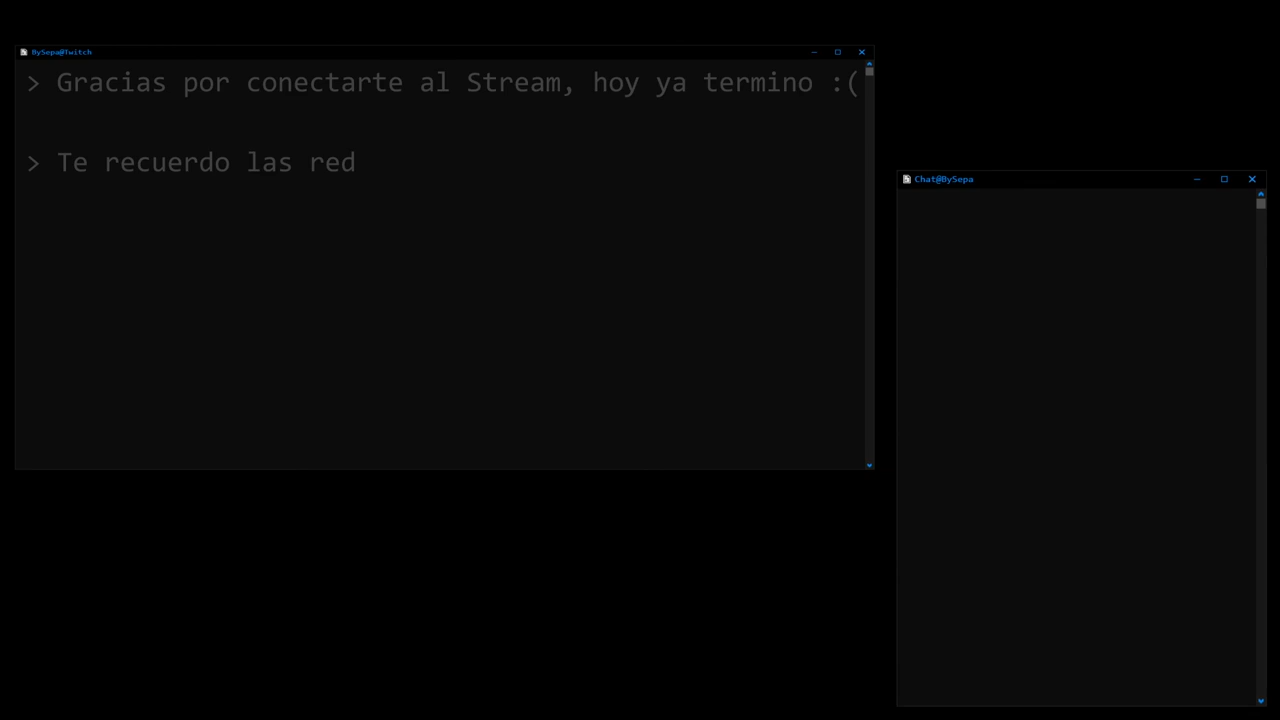 BySepa@Twitch
> Gracias por conectarte al Stream, hoy ya termino :(
> Te recuerdo las red
Chat@BySepa